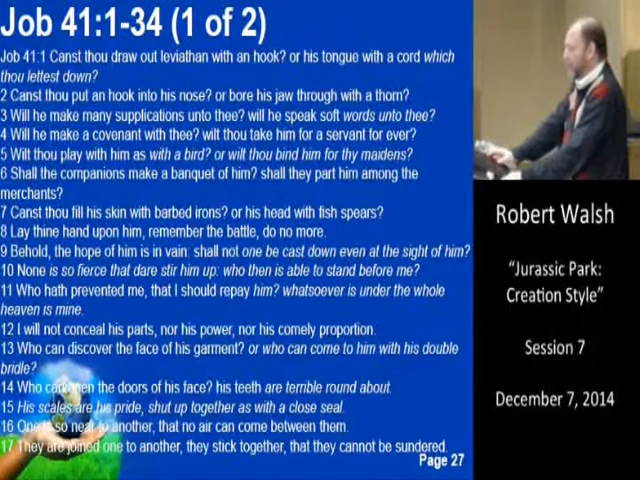 Job 41:1-34 (1 of 2)
Job 41:1 Canst thou draw out leviathan with an hook? or his tongue with a cord which
thou lettest down?
2 Canst thou put an hook into his nose? or bore his jaw through with a thorn?
3 Will he make many supplications unto thee? will he speak soft words unto thee?
4 Will he make a covenant with thee? wilt thou take him for a servant for ever?
5 Wilt thou play with him as with a bird? or wilt thou bind him for thy maidens?
6 Shall the companions make a banquet of him? shall they part him among the
merchants?
7 Canst thou fill his skin with barbed irons? or his head with fish spears?
8 Lay thine hand upon him, remember the battle, do no more.
9 Behold, the hope of him is in vain: shall not one be cast down even at the sight of him?
10 None is so fierce that dare stir him up: who then is able to stand before me?
11 Who hath prevented me, that I should repay him? whatsoever is under the whole
heaven is mine.
12 I will not conceal his parts, nor his power, nor his comely proportion.
13 Who can discover the face of his garment? or who can come to him with his double
bridle?
14 Who can open the doors of his face? his teeth are terrible round about.
15 His scales are his pride, shut up together as with a close seal.
16 One is so near to another, that no air can come between them.
17 They are joined one to another, they stick together, that they cannot be sundered.
Page 27
Robert Walsh
"Jurassic Park:
Creation Style"
Session 7
December 7, 2014